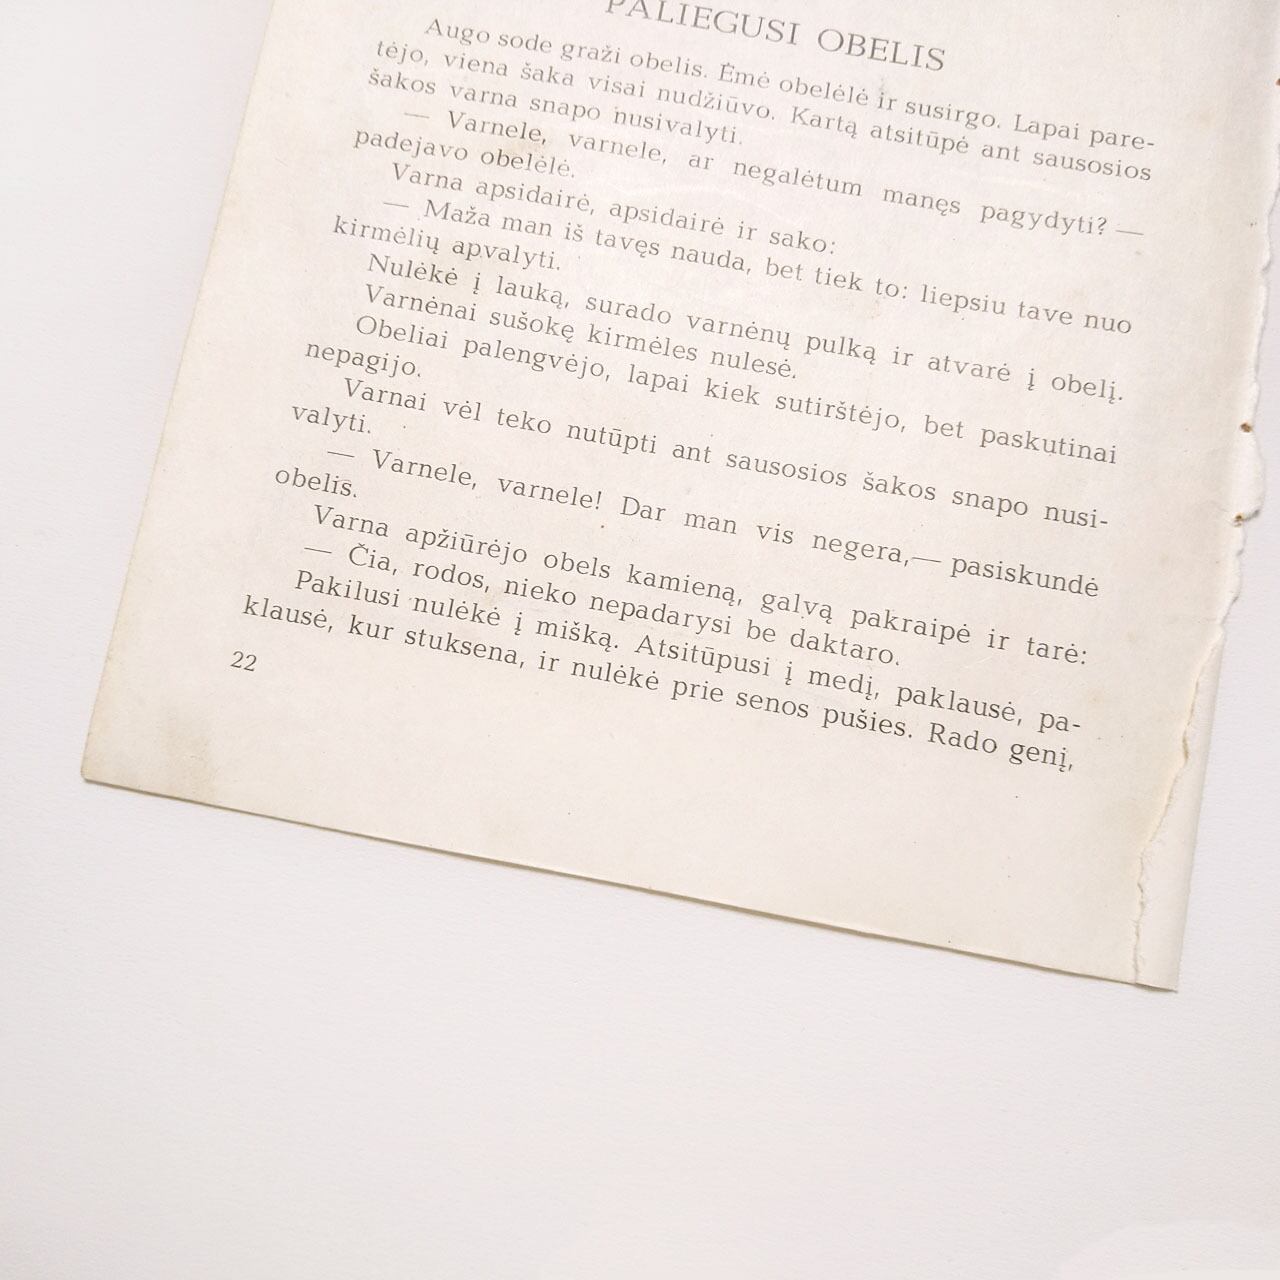 PALIEGUSI OBELIS
Augo sode graži obelis. Ėmė obelėlė ir susirgo. Lapai pare-
tėjo, viena šaka visai nudžiūvo. Kartą atsitūpė ant sausosios
šakos varna snapo nusivalyti.
— Varnele, varnele, ar negalėtum manęs pagydyti? —
padejavo obelėlė.
Varna apsidairė, apsidairė ir sako:
— Maža man iš tavęs nauda, bet tiek to: liepsiu tave nuo
kirmėlių apvalyti.
Nulėkė į lauką, surado varnėnų pulką ir atvarė į obelį.
Varnėnai sušokę kirmėles nulesė.
Obeliai palengvėjo, lapai kiek sutirštėjo, bet paskutinai
nepagijo.
Varnai vėl teko nutūpti ant sausosios šakos snapo nusi-
valyti.
— Varnele, varnele! Dar man vis negera,— pasiskundė
obelis.
Varna apžiūrėjo obels kamieną, galvą pakraipė ir tarė:
— Čia, rodos, nieko nepadarysi be daktaro.
Pakilusi nulėkė į mišką. Atsitūpusi į medį, paklausė, pa-
klausė, kur stuksena, ir nulėkė prie senos pušies. Rado genį,
22